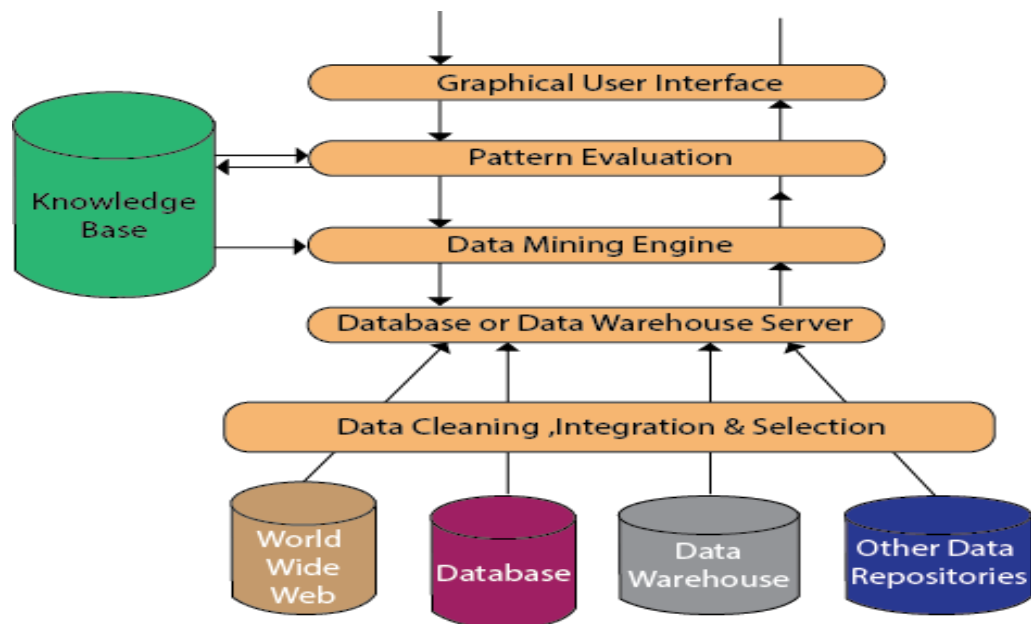 Graphical User Interface
Pattern Evaluation
Knowledge
Base
Data Mining Engine
Database or Data Warehouse Server
Data Cleaning ,Integration & Selection
World
Wide
Web
Database
Data
Warehouse
Other Data
Repositories